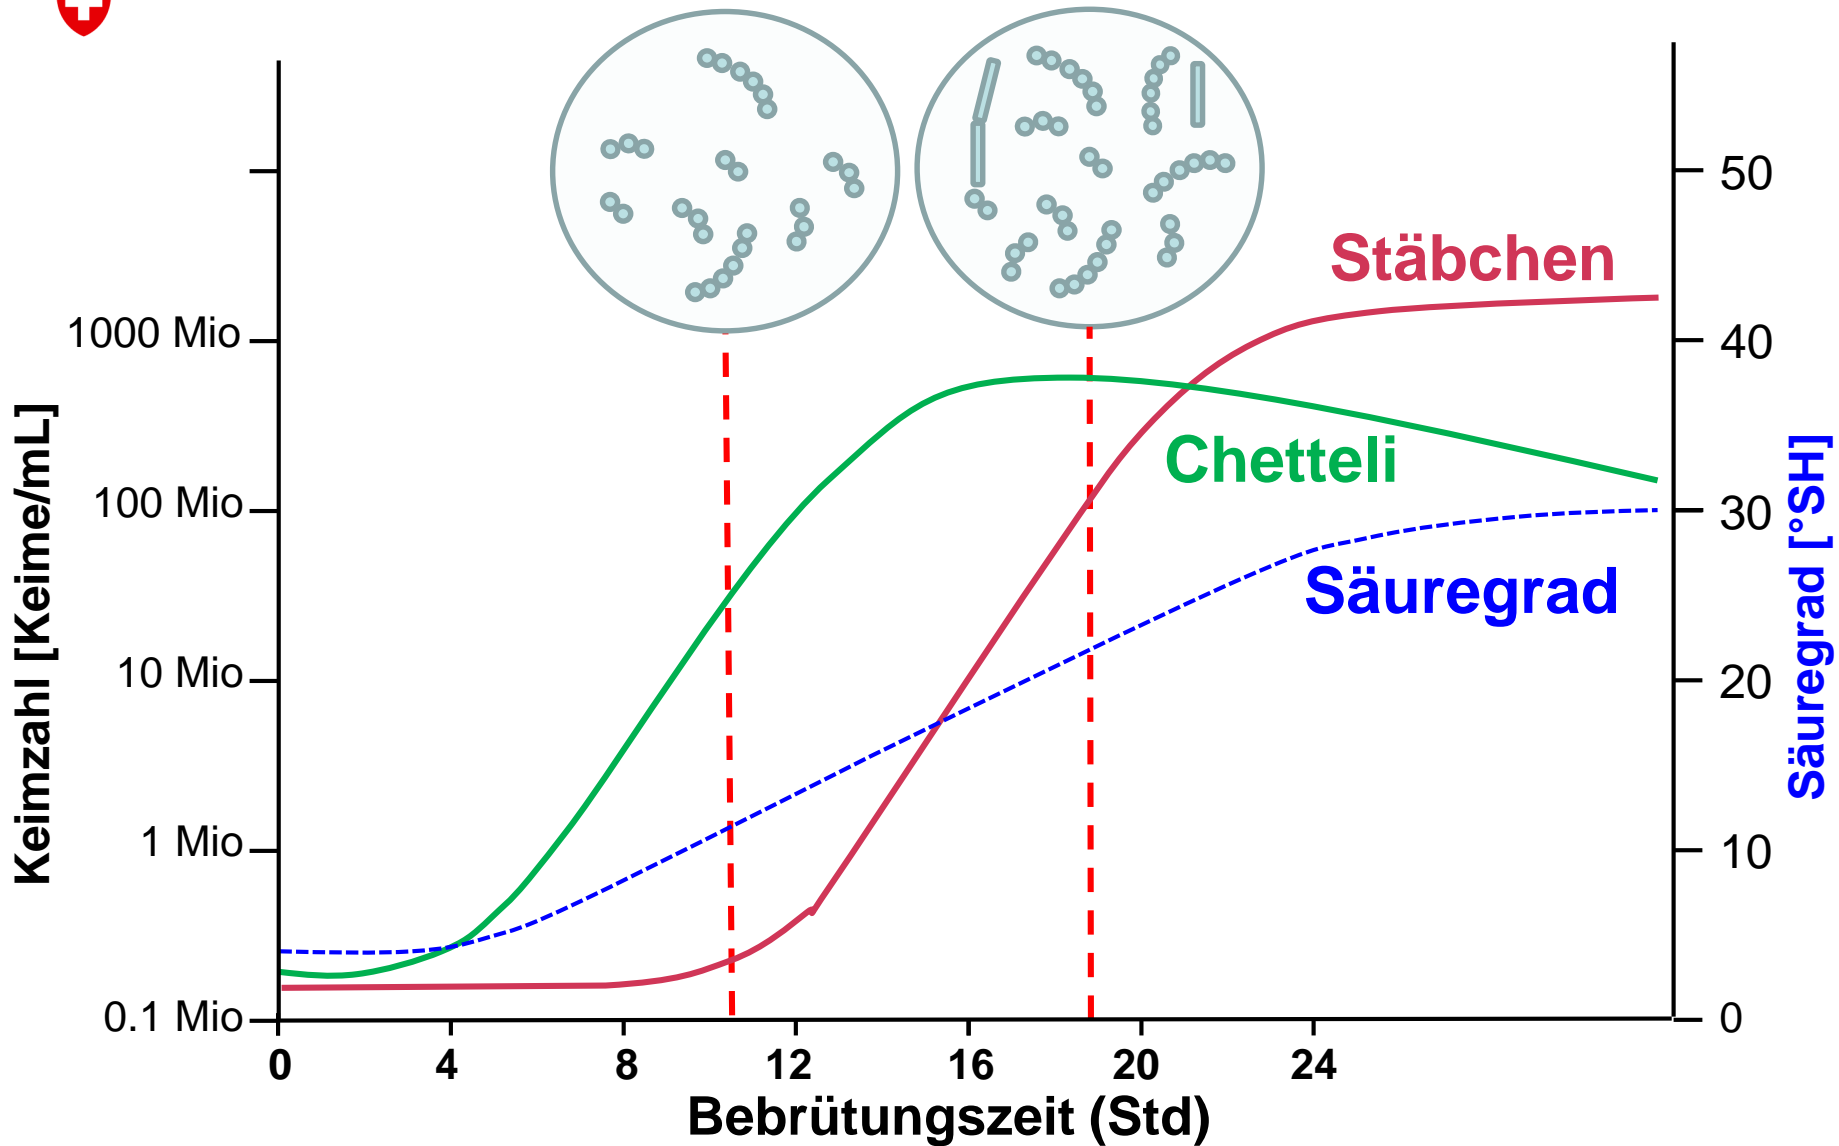 Stäbchen
Chetteli
Säuregrad
Keimzahl [Keime/mL]
1000 Mio
100 Mio
10 Mio
1 Mio
0.1 Mio
50
40
30
20
10
0
Säuregrad [°SH]
0 4 8 12 16 20 24
Bebrütungszeit (Std)